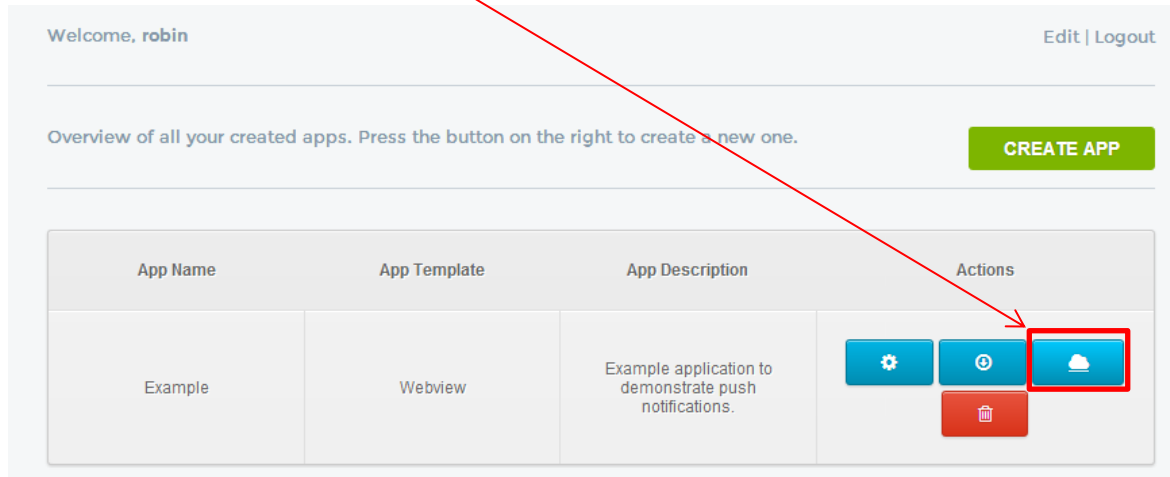 Welcome, robin
Edit | Logout
Overview of all your created apps. Press the button on the right to create a new one.
CREATE APP
App Name
App Template
App Description
Actions
Example
Webview
Example application to
demonstrate push
notifications.